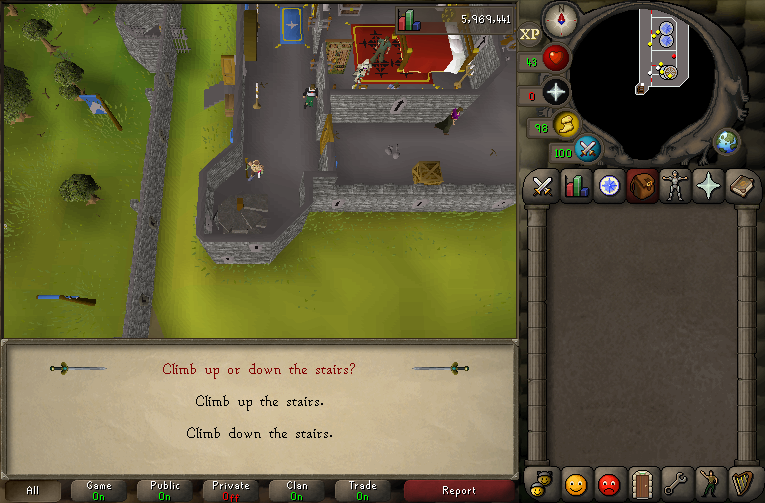 5,969,441
N
XP
43
0
98
100
Climb up or down the stairs?
Climb up the stairs.
Climb down the stairs.
All
Game
On
Public
On
Private
Off
Clan
On
Trade
On
Report